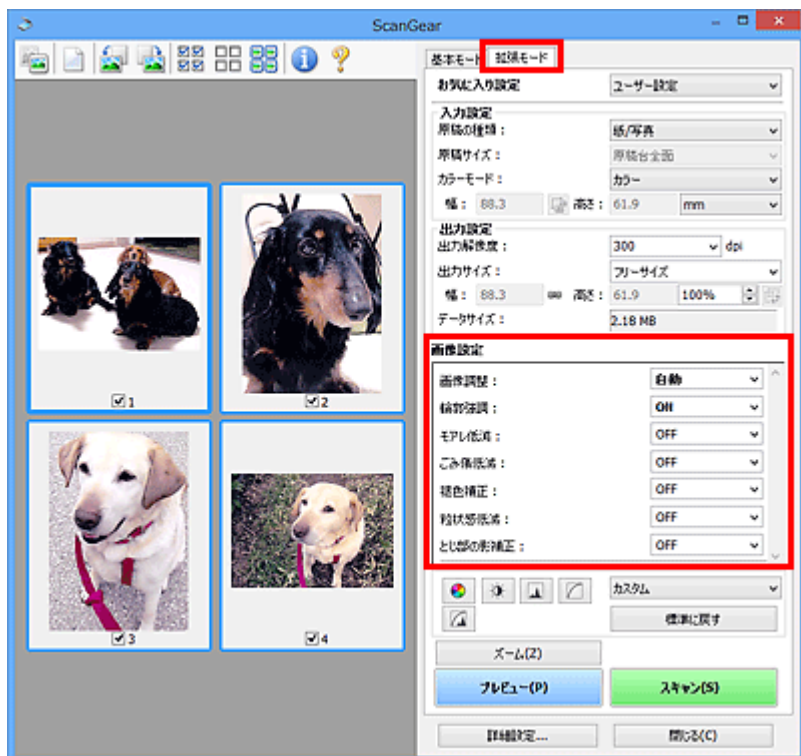 ScanGear
基本モード 拡張モード
お気に入り設定 ユーザー設定
入力設定
原稿の種類： 紙/写真
原稿サイズ： 原稿台全面
カラーモード： カラー
幅： 88.3 高さ： 61.9 mm
出力設定
出力解像度： 300 dpi
出力サイズ： フリーサイズ
幅： 88.3 高さ： 61.9 100%
データサイズ： 2.18 MB
画像設定
画像調整： 自動
輪郭強調： ON
モアレ低減： OFF
ごみ傷低減： OFF
褪色補正： OFF
粒状感低減： OFF
とじ部の影補正： OFF
カスタム
標準に戻す
ズーム(Z)
プレビュー(P) スキャン(S)
詳細設定... 閉じる(C)
1
2
3
4